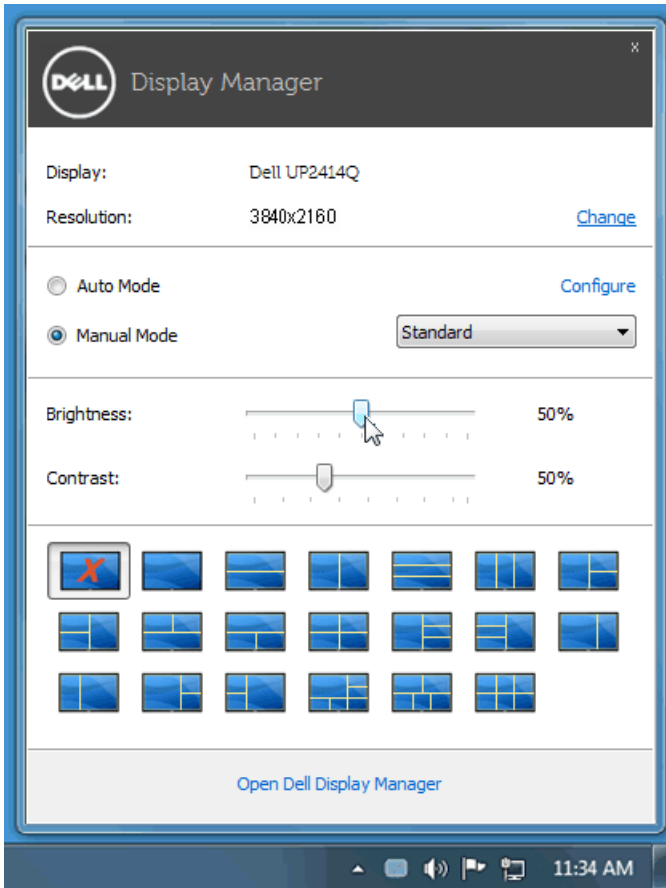 DELL Display Manager x
Display: Dell UP2414Q
Resolution: 3840x2160 Change
Auto Mode Configure
Manual Mode Standard
Brightness: 50%
Contrast: 50%
Open Dell Display Manager
11:34 AM